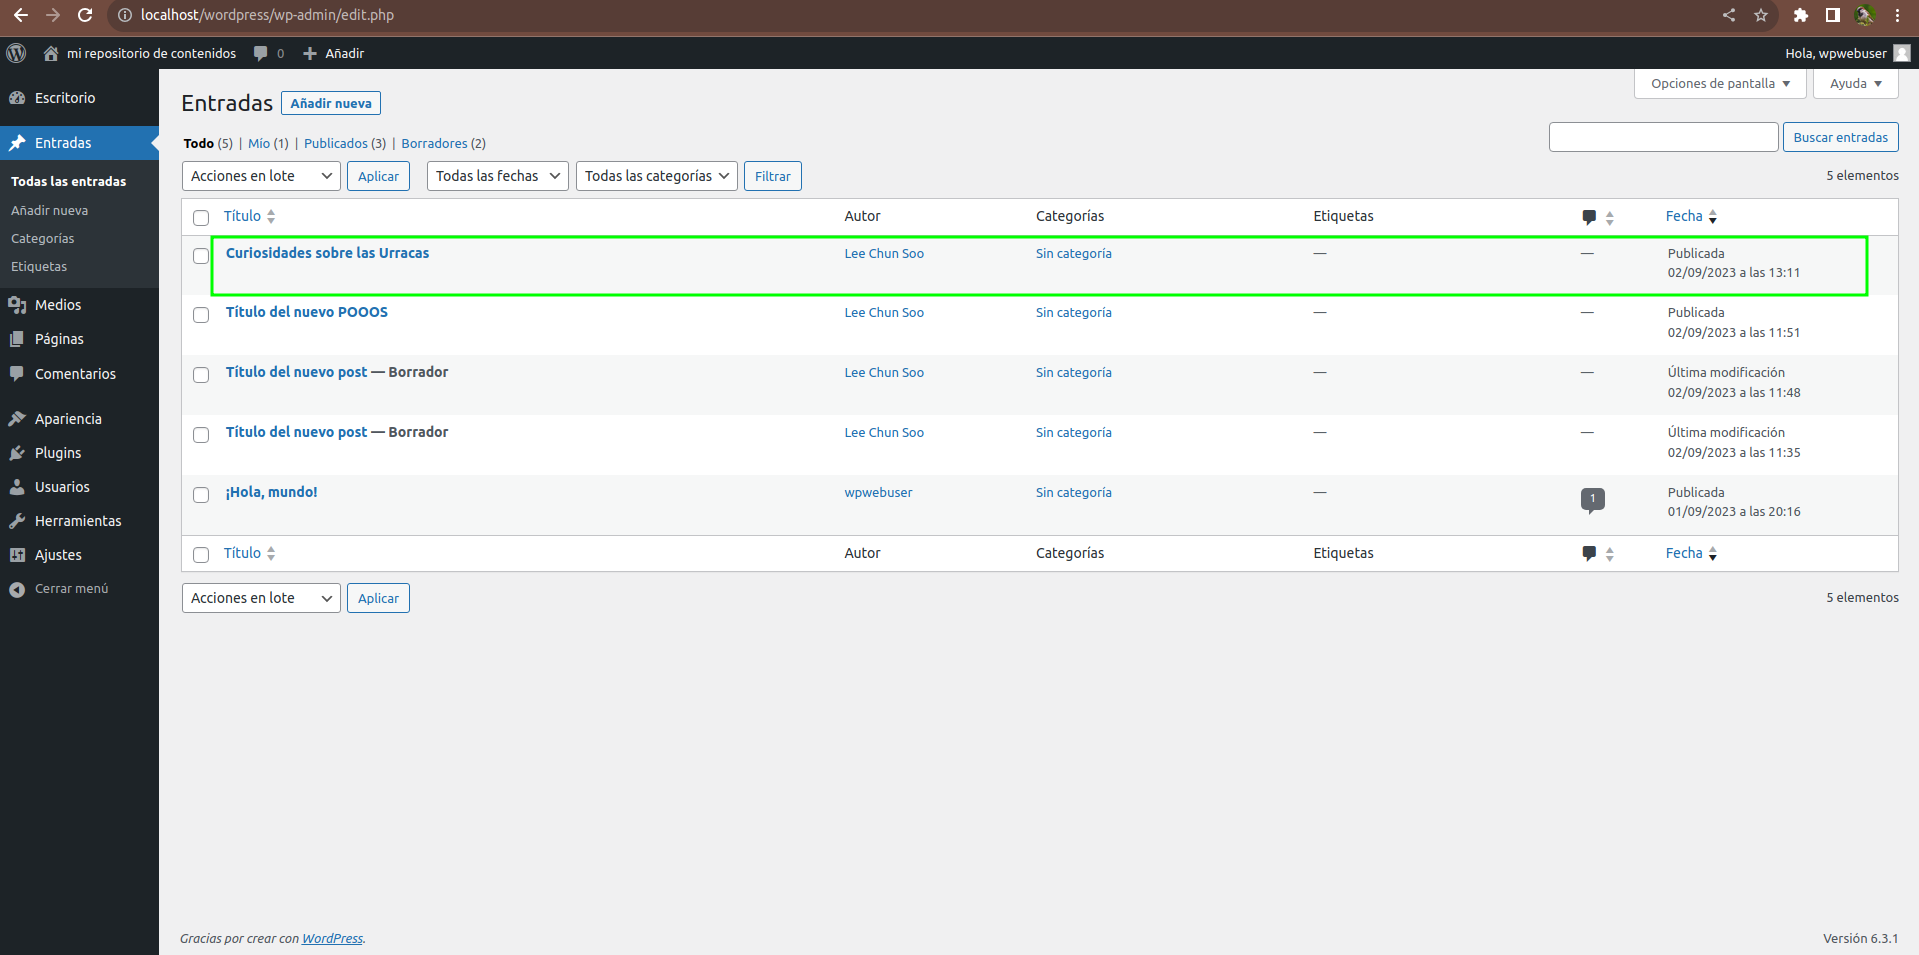 localhost/wordpress/wp-admin/edit.php
mi repositorio de contenidos 0 Añadir Hola, wpwebuser
Escritorio
Entradas
Todas las entradas
Añadir nueva
Categorías
Etiquetas
Medios
Páginas
Comentarios
Apariencia
Plugins
Usuarios
Herramientas
Ajustes
Cerrar menú
Opciones de pantalla Ayuda
Entradas Añadir nueva
Todo (5) | Mío (1) | Publicados (3) | Borradores (2) Buscar entradas
Acciones en lote Aplicar Todas las fechas Todas las categorías Filtrar 5 elementos
Título Autor Categorías Etiquetas Fecha
Curiosidades sobre las Urracas Lee Chun Soo Sin categoría — — Publicada
02/09/2023 a las 13:11
Título del nuevo POOOS Lee Chun Soo Sin categoría — — Publicada
02/09/2023 a las 11:51
Título del nuevo post — Borrador Lee Chun Soo Sin categoría — — Última modificación
02/09/2023 a las 11:48
Título del nuevo post — Borrador Lee Chun Soo Sin categoría — — Última modificación
02/09/2023 a las 11:35
¡Hola, mundo! wpwebuser Sin categoría — 1 Publicada
01/09/2023 a las 20:16
Título Autor Categorías Etiquetas Fecha
Acciones en lote Aplicar 5 elementos
Gracias por crear con WordPress. Versión 6.3.1